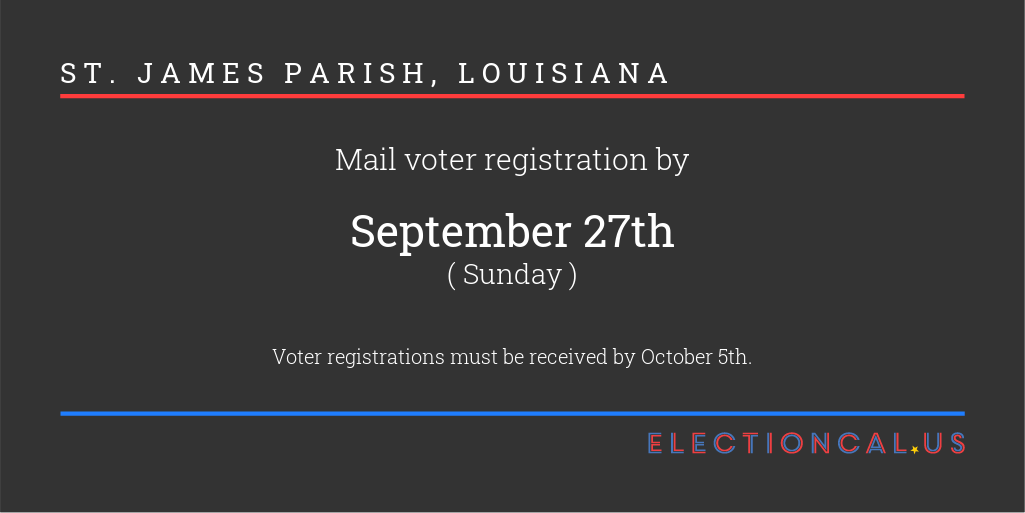 ST. JAMES PARISH, LOUISIANA
Mail voter registration by
September 27th
( Sunday )
Voter registrations must be received by October 5th.
ELECTIONCAL.US